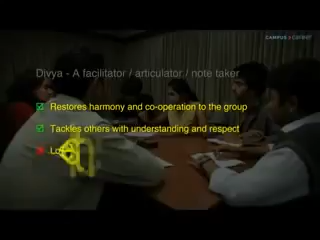 CAMPUS CAREER
Divya - A facilitator / articulator / note taker
Restores harmony and co-operation to the group
Tackles others with understanding and respect